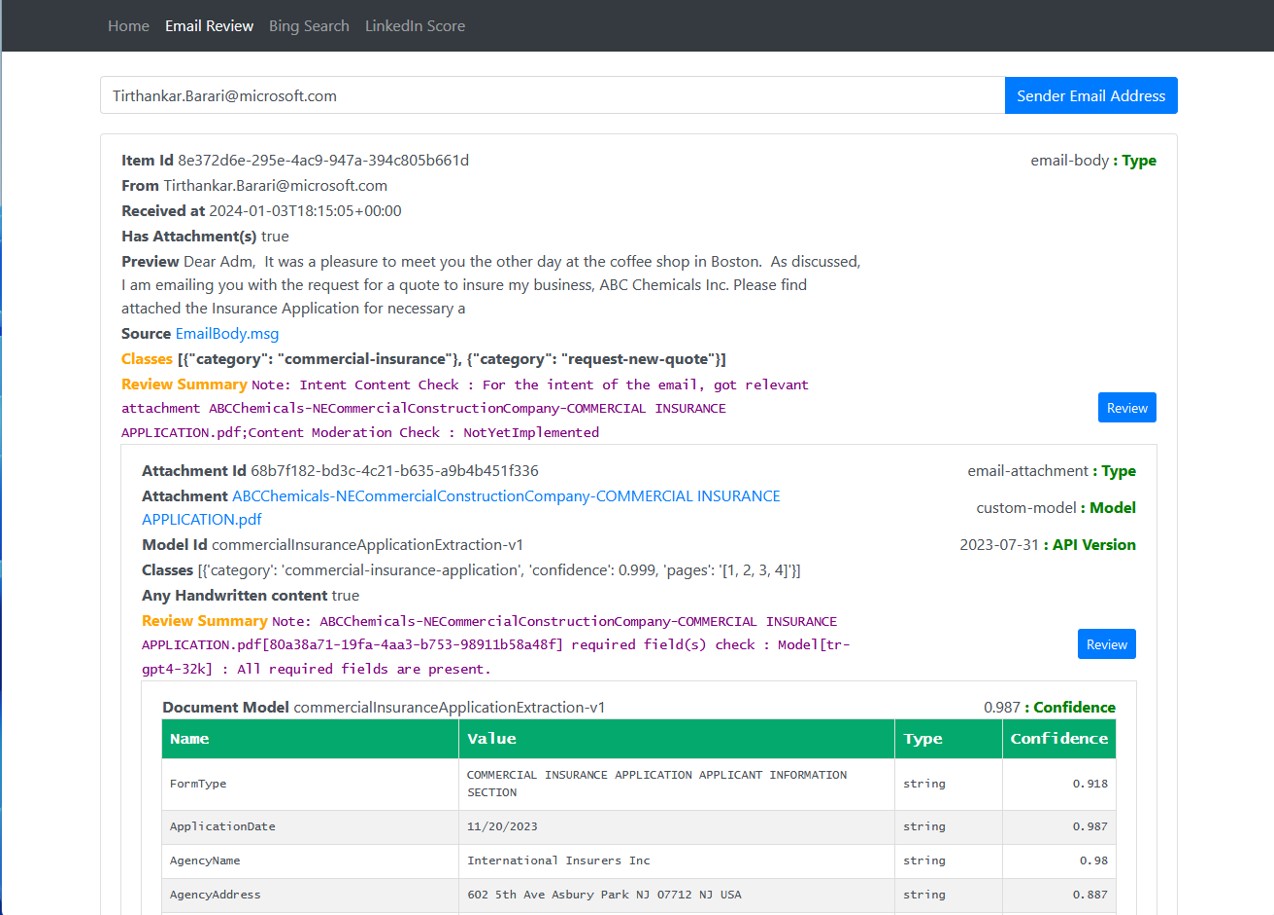 Home Email Review Bing Search LinkedIn Score
Tirthankar.Barari@microsoft.com Sender Email Address
Item Id 8e372d6e-295e-4ac9-947a-394c805b661d email-body : Type
From Tirthankar.Barari@microsoft.com
Received at 2024-01-03T18:15:05+00:00
Has Attachment(s) true
Preview Dear Adm,  It was a pleasure to meet you the other day at the coffee shop in Boston.  As discussed,
I am emailing you with the request for a quote to insure my business, ABC Chemicals Inc. Please find
attached the Insurance Application for necessary a
Source EmailBody.msg
Classes [{"category": "commercial-insurance"}, {"category": "request-new-quote"}]
Review Summary Note: Intent Content Check : For the intent of the email, got relevant
attachment ABCChemicals-NECommercialConstructionCompany-COMMERCIAL INSURANCE
APPLICATION.pdf;Content Moderation Check : NotYetImplemented
Review
Attachment Id 68b7f182-bd3c-4c21-b635-a9b4b451f336 email-attachment : Type
Attachment ABCChemicals-NECommercialConstructionCompany-COMMERCIAL INSURANCE
APPLICATION.pdf
custom-model : Model
Model Id commercialInsuranceApplicationExtraction-v1 2023-07-31 : API Version
Classes [{'category': 'commercial-insurance-application', 'confidence': 0.999, 'pages': '[1, 2, 3, 4]'}]
Any Handwritten content true
Review Summary Note: ABCChemicals-NECommercialConstructionCompany-COMMERCIAL INSURANCE
APPLICATION.pdf[80a38a71-19fa-4aa3-b753-98911b58a48f] required field(s) check : Model[tr-
gpt4-32k] : All required fields are present.
Review
Document Model commercialInsuranceApplicationExtraction-v1 0.987 : Confidence
Name Value Type Confidence
FormType COMMERCIAL INSURANCE APPLICATION APPLICANT INFORMATION
SECTION string 0.918
ApplicationDate 11/20/2023 string 0.987
AgencyName International Insurers Inc string 0.98
AgencyAddress 602 5th Ave Asbury Park NJ 07712 NJ USA string 0.887